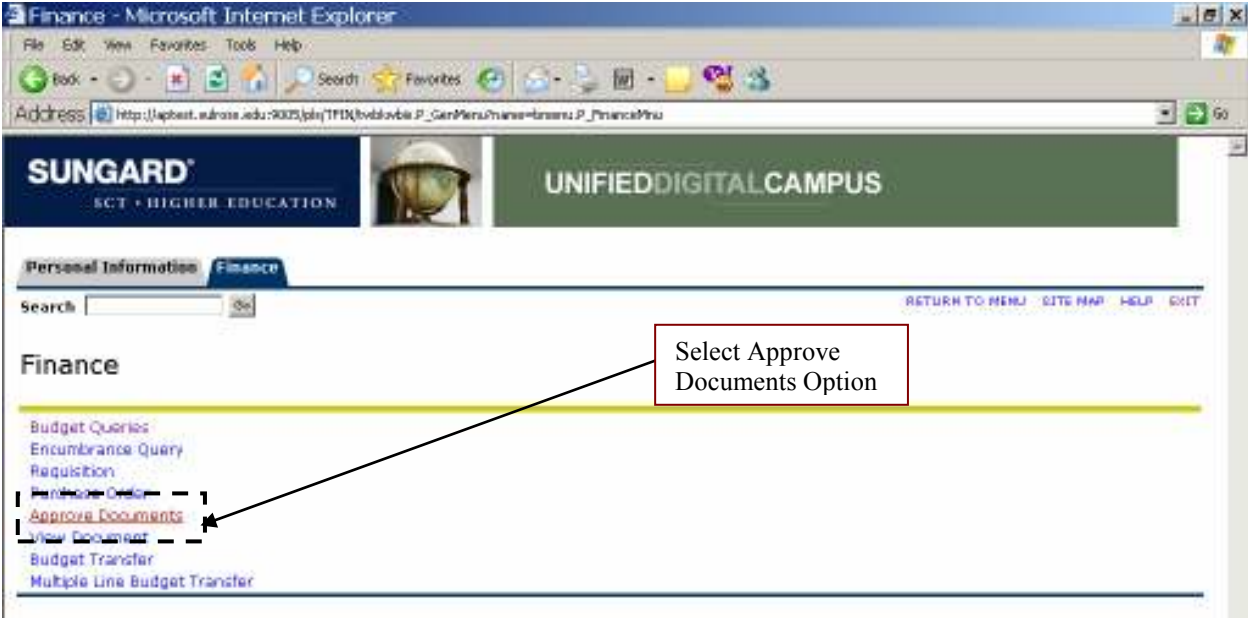 Finance - Microsoft Internet Explorer
File Edit View Favorites Tools Help
Back Search Favorites
Address Go
SUNGARD
SCT • HIGHER EDUCATION
UNIFIEDDIGITALCAMPUS
Personal Information Finance
Search Go
RETURN TO MENU SITE MAP HELP EXIT
Finance
Select Approve
Documents Option
Budget Queries
Encumbrance Query
Requisition
Purchase Order
Approve Documents
View Document
Budget Transfer
Multiple Line Budget Transfer